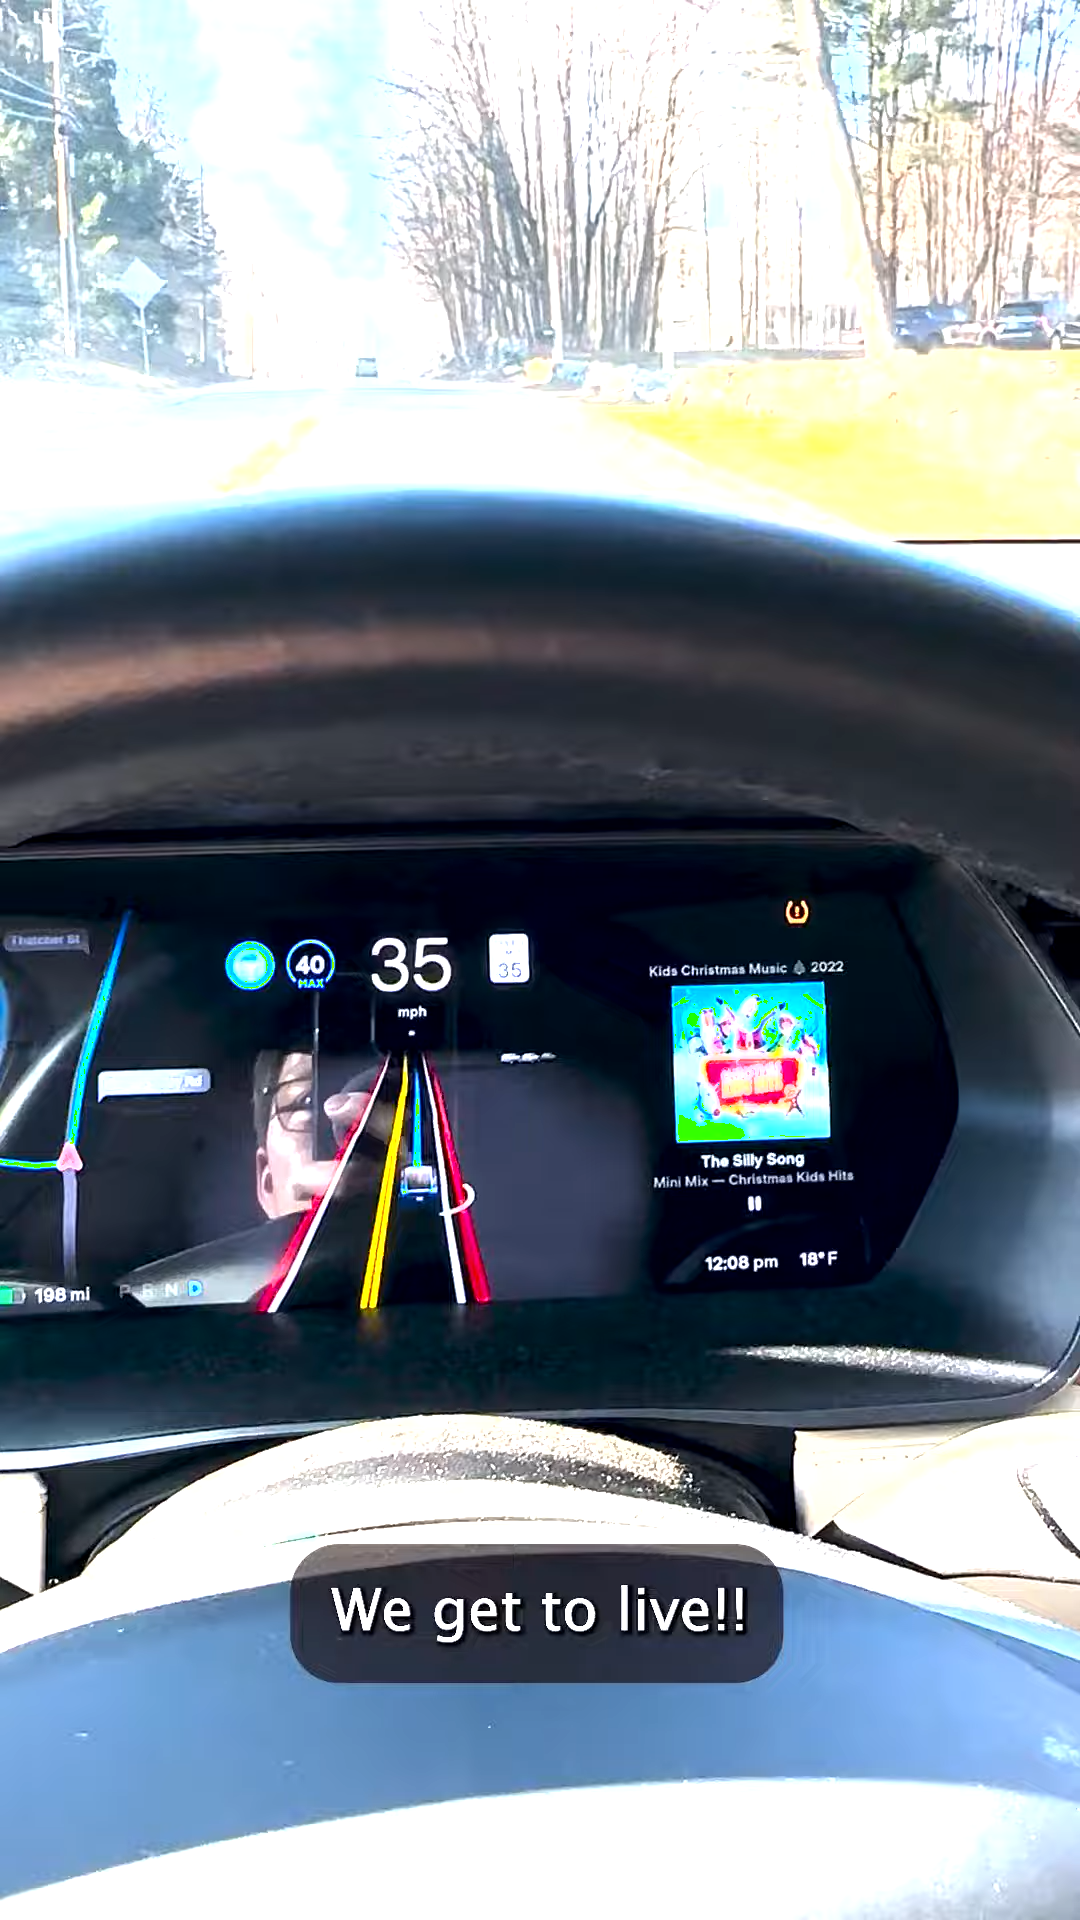 Thatcher St
40
MAX
35
mph
35
Kids Christmas Music 🎄 2022
The Silly Song
Mini Mix — Christmas Kids Hits
12:08 pm 18°F
198 mi
P R N D
We get to live!!